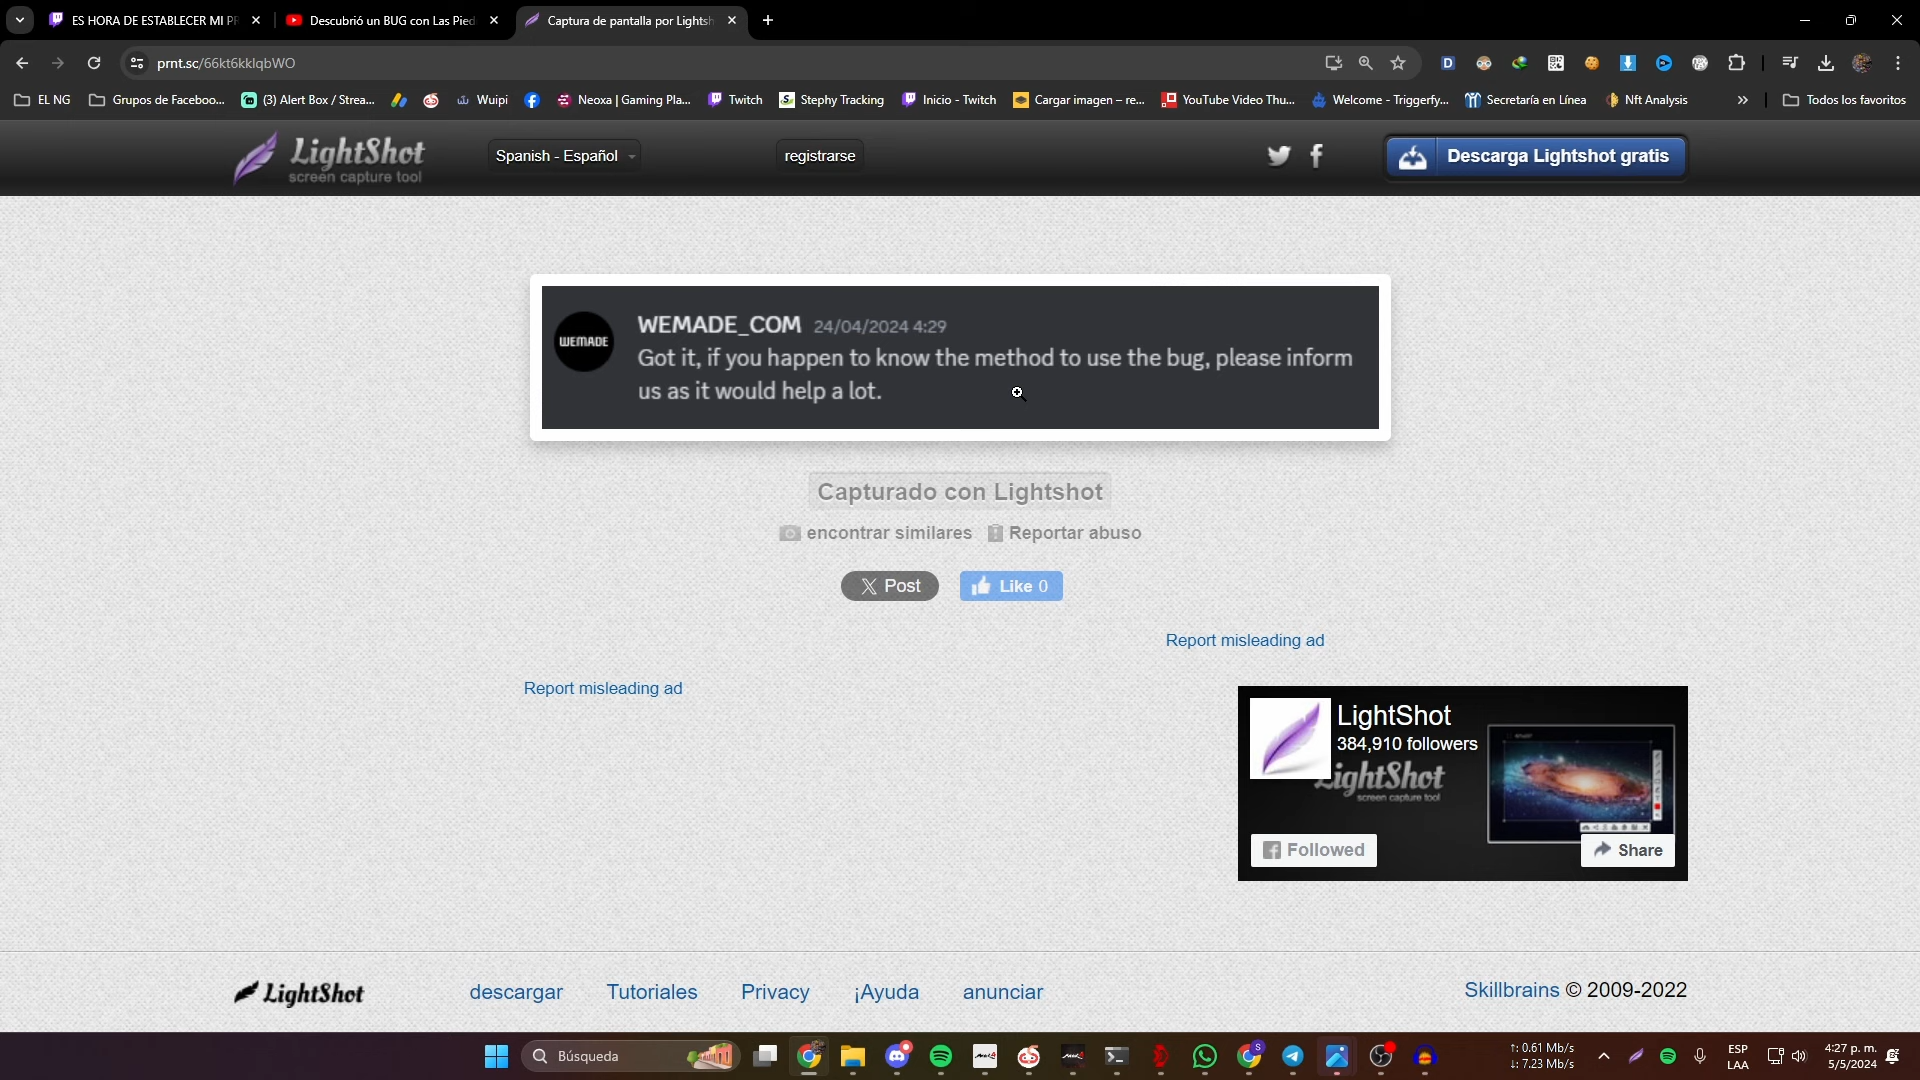 ES HORA DE ESTABLECER MI PR
Descubrió un BUG con Las Pied
Captura de pantalla por Lightsh
prnt.sc/66kt6kklqbWO
EL NG
Grupos de Faceboo...
(3) Alert Box / Strea...
Wuipi
Neoxa | Gaming Pla...
Twitch
Stephy Tracking
Inicio - Twitch
Cargar imagen – re...
YouTube Video Thu...
Welcome - Triggerfy...
Secretaría en Línea
Nft Analysis
»
Todos los favoritos
LightShot
screen capture tool
Spanish - Español
registrarse
Descarga Lightshot gratis
WEMADE
WEMADE_COM 24/04/2024 4:29
Got it, if you happen to know the method to use the bug, please inform
us as it would help a lot.
Capturado con Lightshot
encontrar similares
Reportar abuso
Post
Like 0
Report misleading ad
Report misleading ad
LightShot
384,910 followers
LightShot
screen capture tool
Followed
Share
LightShot
descargar
Tutoriales
Privacy
¡Ayuda
anunciar
Skillbrains © 2009-2022
Búsqueda
↑: 0.61 Mb/s
↓: 7.23 Mb/s
ESP
LAA
4:27 p. m.
5/5/2024